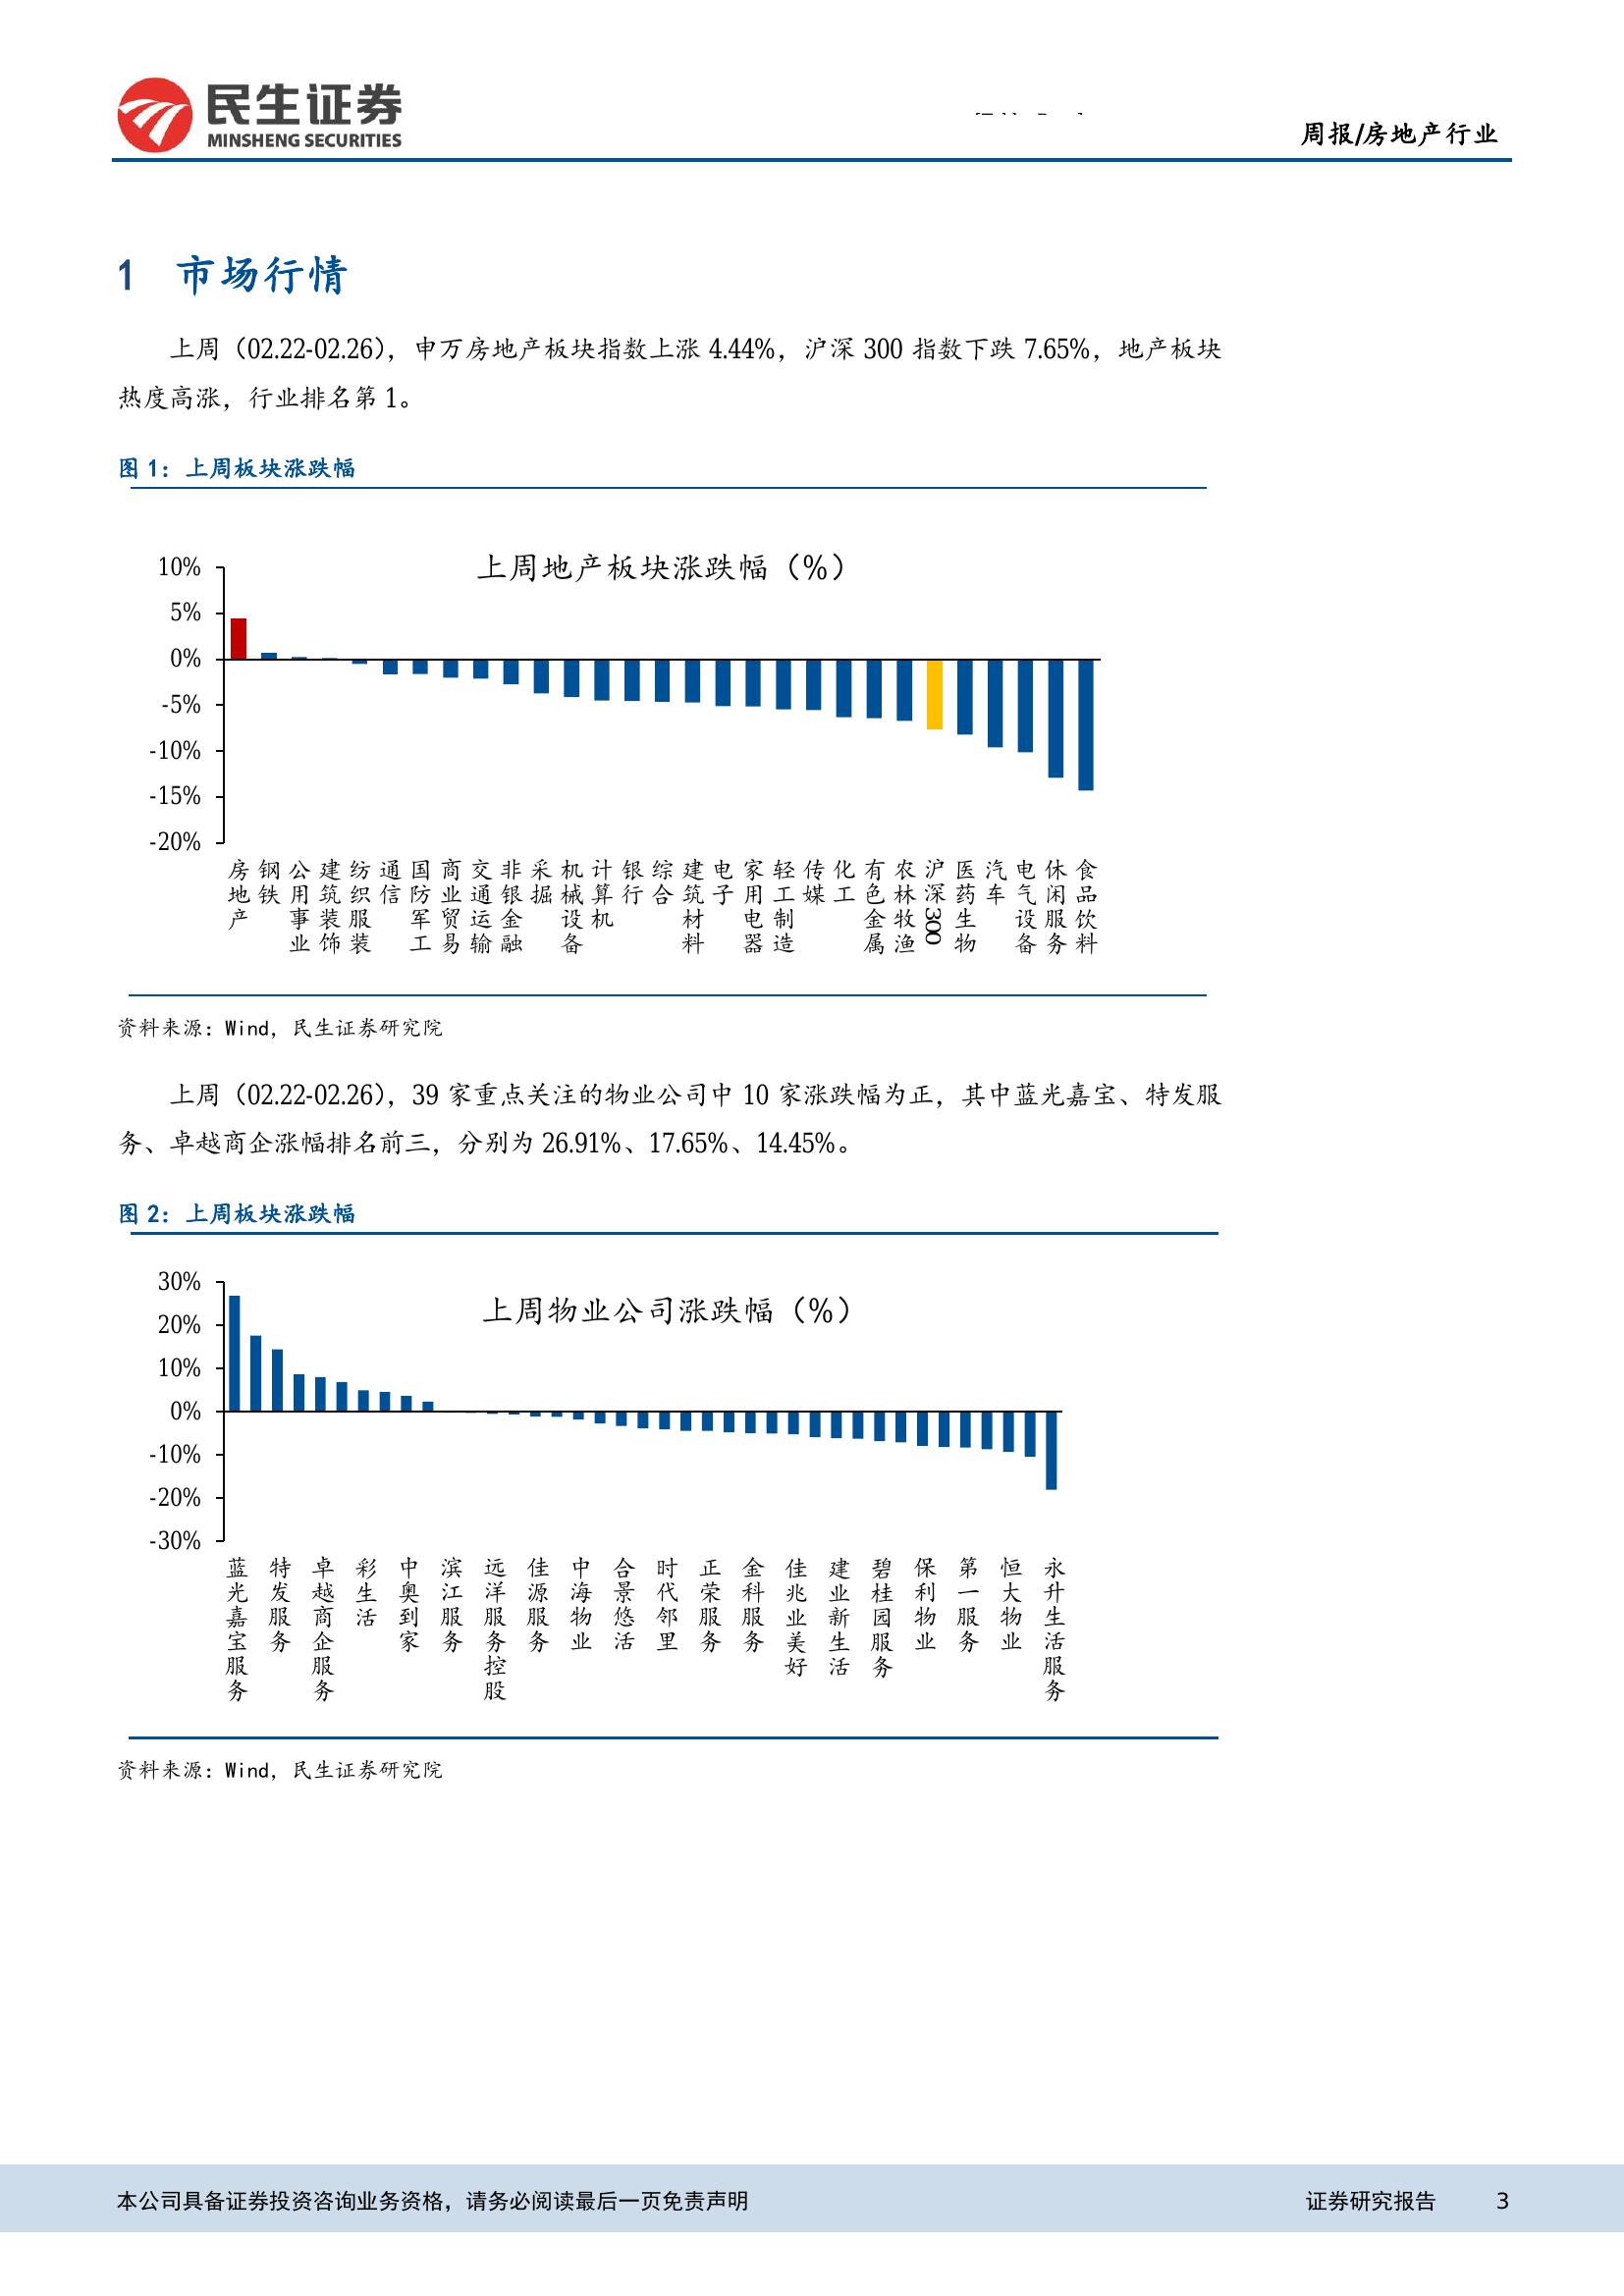 民生证券
MINSHENG SECURITIES
周报/房地产行业
1 市场行情
上周（02.22-02.26），申万房地产板块指数上涨 4.44%，沪深 300 指数下跌 7.65%，地产板块
热度高涨，行业排名第 1。
图 1：上周板块涨跌幅
上周地产板块涨跌幅（%）
10%
5%
0%
-5%
-10%
-15%
-20%
房地产
钢铁
公用事业
建筑装饰
纺织服装
通信
国防军工
商业贸易
交通运输
非银金融
采掘
机械设备
计算机
银行
综合
建筑材料
电子
家用电器
轻工制造
传媒
化工
有色金属
农林牧渔
沪深300
医药生物
汽车
电气设备
休闲服务
食品饮料
资料来源：Wind，民生证券研究院
上周（02.22-02.26），39 家重点关注的物业公司中 10 家涨跌幅为正，其中蓝光嘉宝、特发服
务、卓越商企涨幅排名前三，分别为 26.91%、17.65%、14.45%。
图 2：上周板块涨跌幅
上周物业公司涨跌幅（%）
30%
20%
10%
0%
-10%
-20%
-30%
蓝光嘉宝服务
特发服务
卓越商企服务
彩生活
中奥到家
滨江服务
远洋服务控股
佳源服务
中海物业
合景悠活
时代邻里
正荣服务
金科服务
佳兆业美好
建业新生活
碧桂园服务
保利物业
第一服务
恒大物业
永升生活服务
资料来源：Wind，民生证券研究院
本公司具备证券投资咨询业务资格，请务必阅读最后一页免责声明
证券研究报告 3